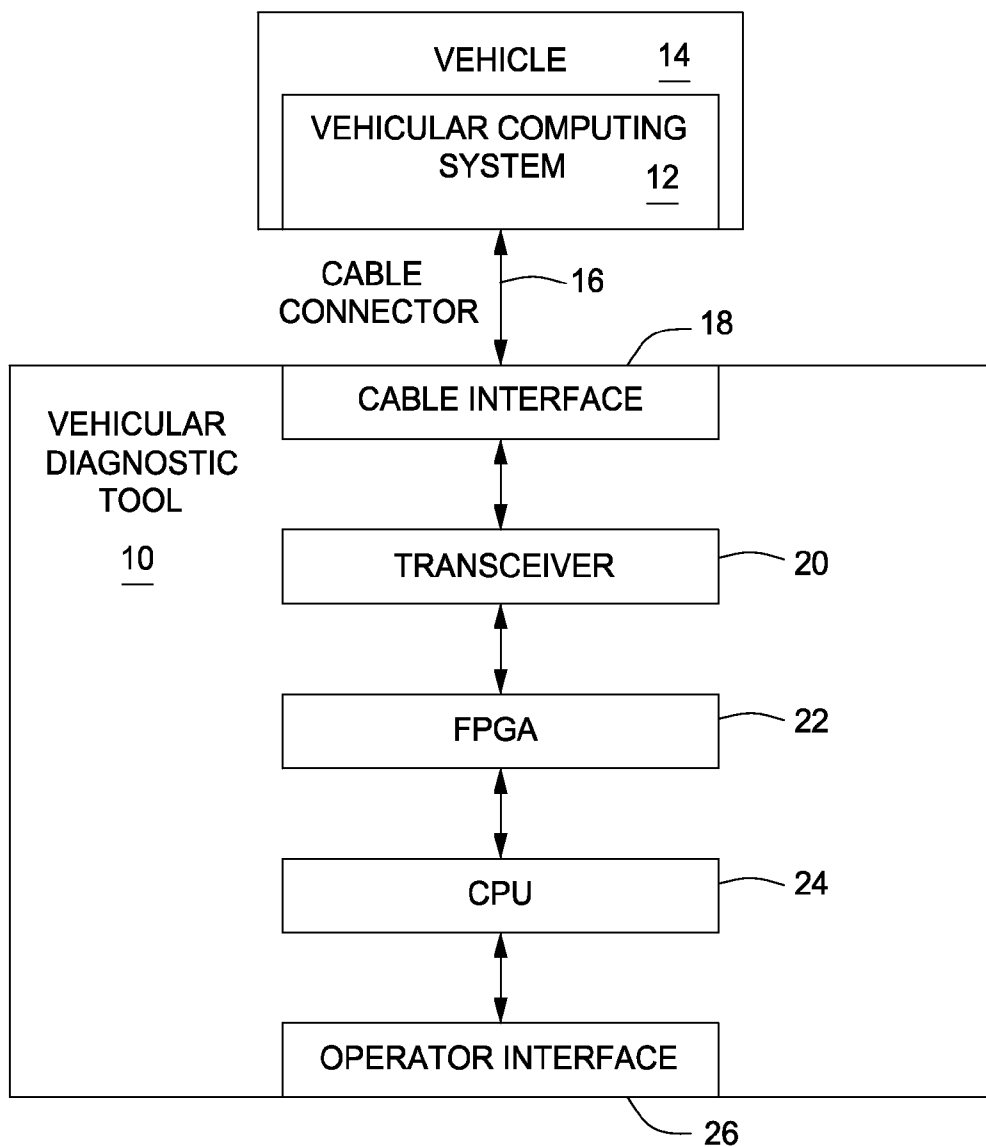 VEHICLE
14
VEHICULAR COMPUTING
SYSTEM
12
CABLE
CONNECTOR
16
18
CABLE INTERFACE
VEHICULAR
DIAGNOSTIC
TOOL
10
TRANSCEIVER
20
FPGA
22
CPU
24
OPERATOR INTERFACE
26